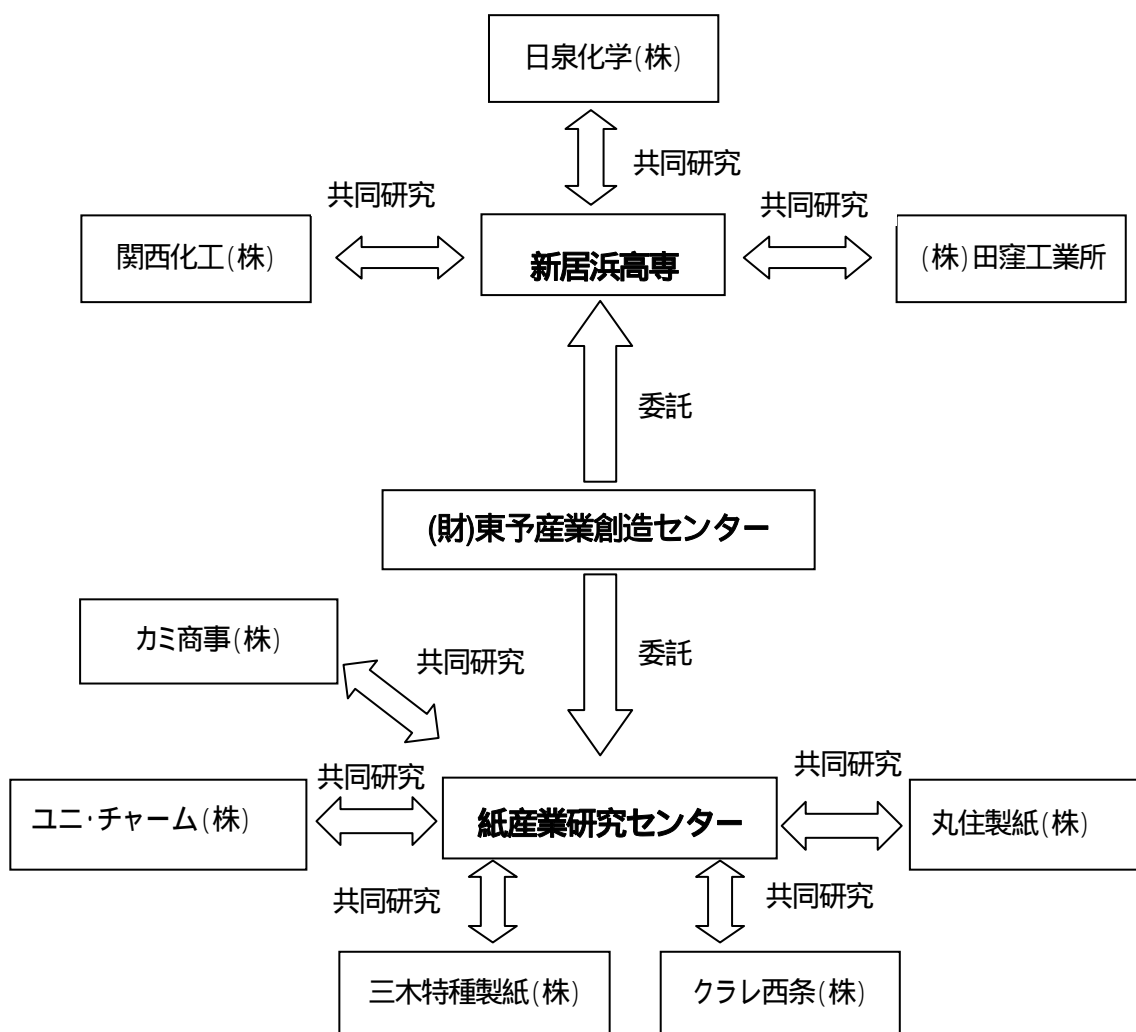 日泉化学(株)
共同研究
共同研究
共同研究
関西化工(株)
新居浜高専
(株)田窪工業所
委託
(財)東予産業創造センター
カミ商事(株)
共同研究
委託
共同研究
共同研究
ユニ・チャーム(株)
紙産業研究センター
丸住製紙(株)
共同研究
共同研究
三木特種製紙(株)
クラレ西条(株)